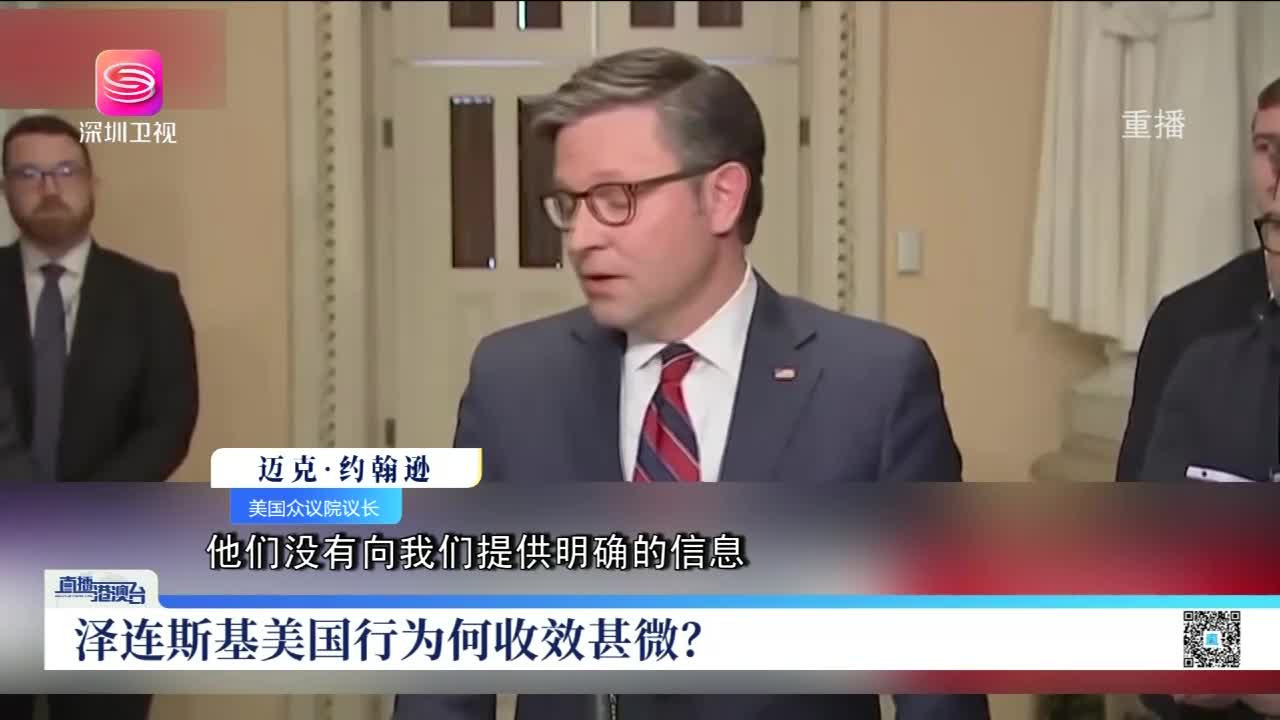 深圳卫视
重播
迈克·约翰逊
美国众议院议长
他们没有向我们提供明确的信息
直播港澳台
泽连斯基美国行为何收效甚微?